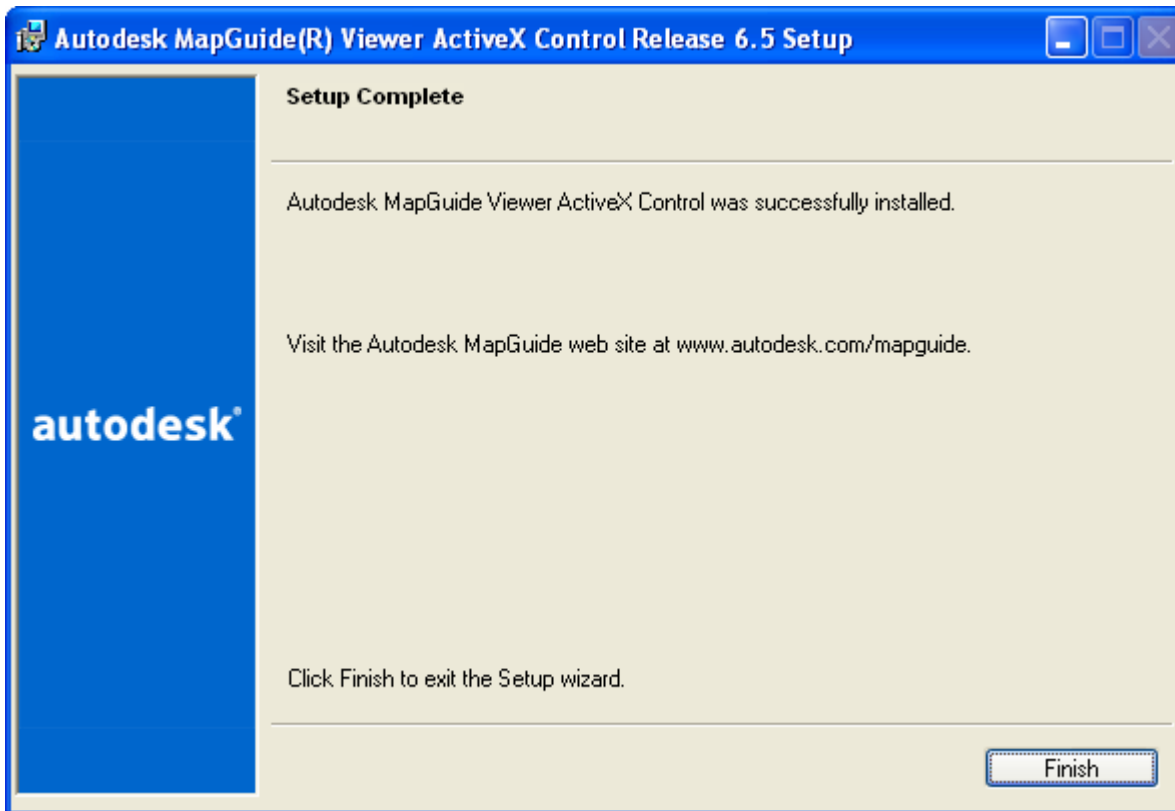 Autodesk MapGuide(R) Viewer ActiveX Control Release 6.5 Setup
Setup Complete
Autodesk MapGuide Viewer ActiveX Control was successfully installed.
Visit the Autodesk MapGuide web site at www.autodesk.com/mapguide.
autodesk®
Click Finish to exit the Setup wizard.
Finish